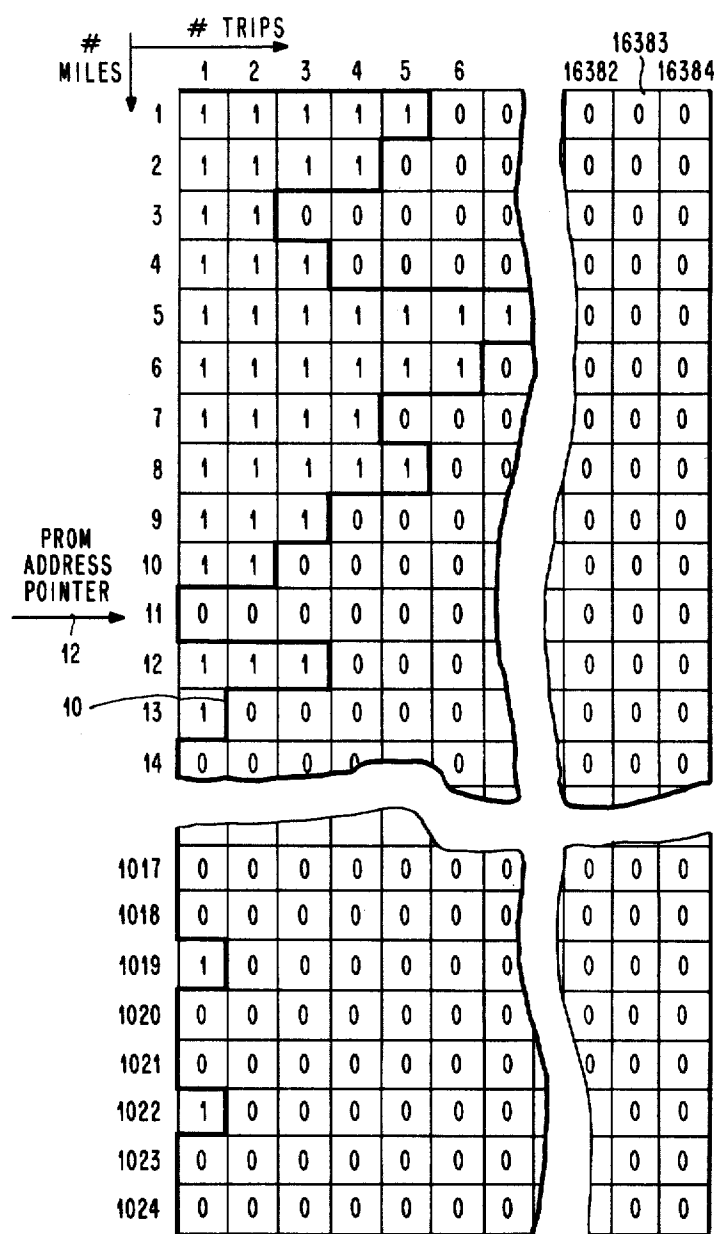 # TRIPS
#
MILES
16383
1 2 3 4 5 6 16382 16384
1 1 1 1 1 1 0 0 0 0 0
2 1 1 1 1 0 0 0 0 0 0
3 1 1 0 0 0 0 0 0 0 0
4 1 1 1 0 0 0 0 0 0 0
5 1 1 1 1 1 1 1 0 0 0
6 1 1 1 1 1 1 0 0 0 0
7 1 1 1 1 0 0 0 0 0 0
8 1 1 1 1 1 0 0 0 0 0
9 1 1 1 0 0 0 0 0 0
10 1 1 0 0 0 0 0 0 0
PROM
ADDRESS
POINTER
12
11 0 0 0 0 0 0 0 0 0
12 1 1 1 0 0 0 0 0 0
10
13 1 0 0 0 0 0 0 0 0
14 0 0 0 0 0 0 0 0
1017 0 0 0 0 0 0 0 0 0 0
1018 0 0 0 0 0 0 0 0 0 0
1019 1 0 0 0 0 0 0 0 0 0
1020 0 0 0 0 0 0 0 0 0 0
1021 0 0 0 0 0 0 0 0 0 0
1022 1 0 0 0 0 0 0 0 0 0
1023 0 0 0 0 0 0 0 0 0
1024 0 0 0 0 0 0 0 0 0